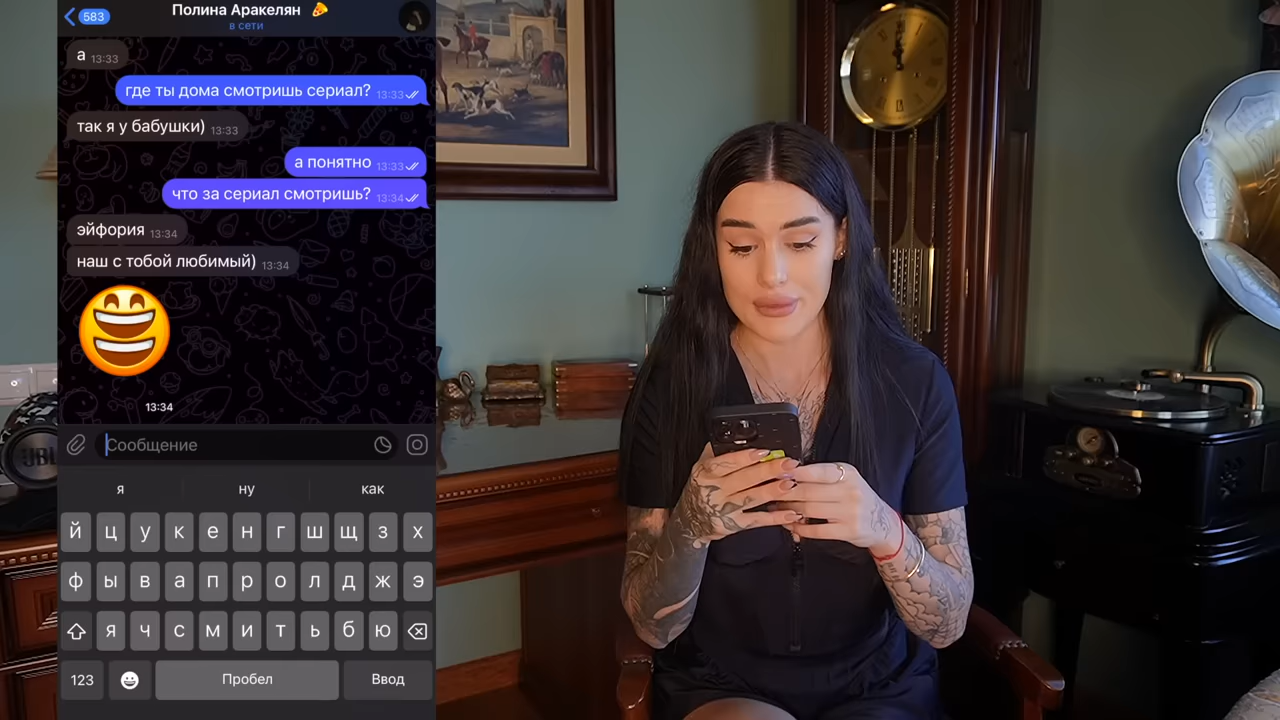 583
Полина Аракелян
в сети
а 13:33
где ты дома смотришь сериал? 13:33
так я у бабушки) 13:33
а понятно 13:33
что за сериал смотришь? 13:34
эйфория 13:34
наш с тобой любимый) 13:34
13:34
Сообщение
я ну как
й ц у к е н г ш щ з х
ф ы в а п р о л д ж э
я ч с м и т ь б ю
123 Пробел Ввод
JBL